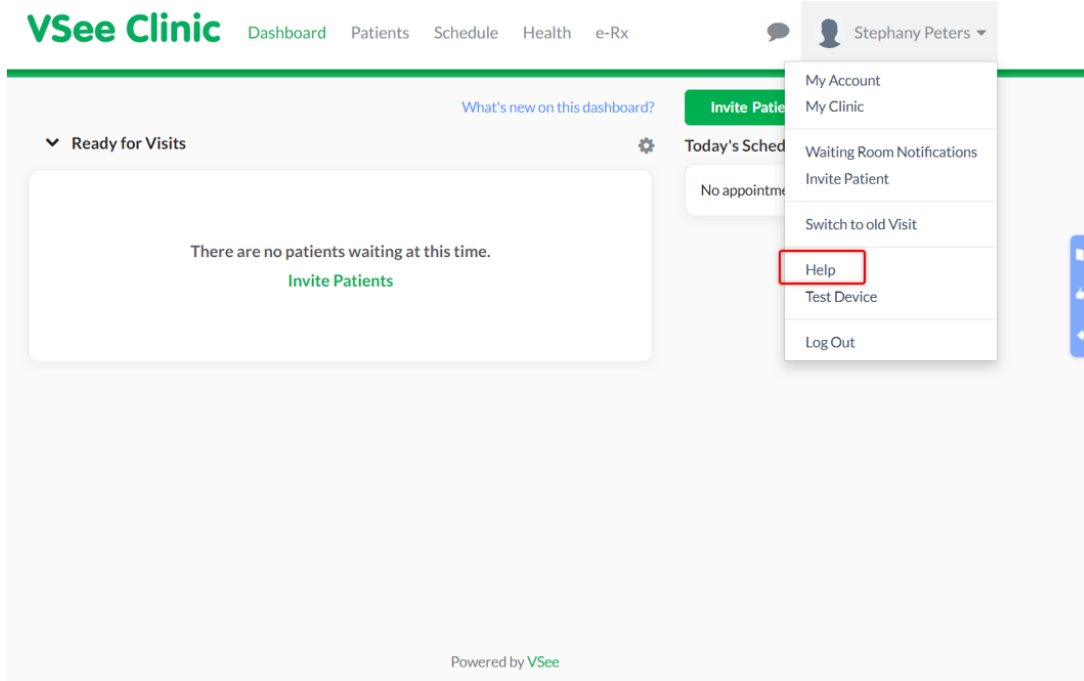 VSee Clinic Dashboard Patients Schedule Health e-Rx Stephany Peters
My Account
My Clinic
Waiting Room Notifications
Invite Patient
Switch to old Visit
Help
Test Device
Log Out
What's new on this dashboard?
Invite Patie
Ready for Visits
Today's Sched
No appointme
There are no patients waiting at this time.
Invite Patients
Powered by VSee